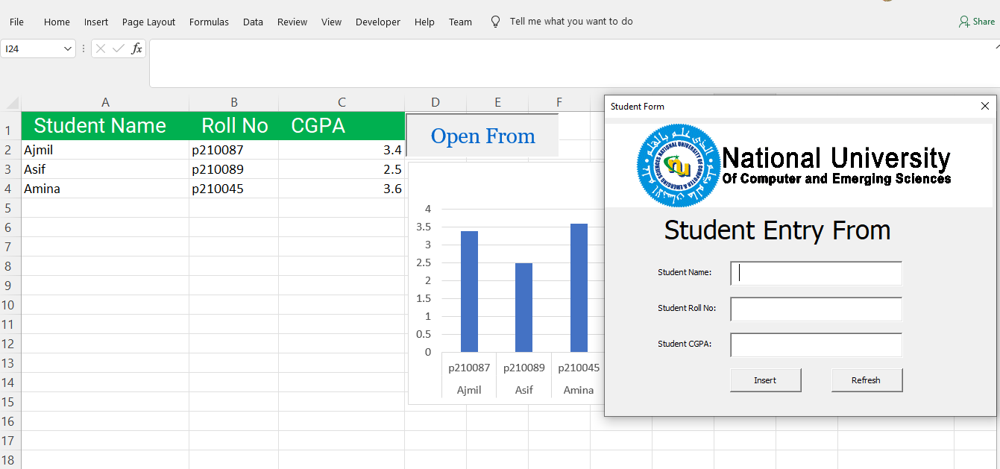 File Home Insert Page Layout Formulas Data Review View Developer Help Team Tell me what you want to do Share
I24 fx
A B C D E F
1 Student Name Roll No CGPA
2 Ajmil p210087 3.4
3 Asif p210089 2.5
4 Amina p210045 3.6
5
6
7
8
9
10
11
12
13
14
15
16
17
18
Open From
4
3.5
3
2.5
2
1.5
1
0.5
0
p210087 p210089 p210045
Ajmil Asif Amina
Student Form
National University
Of Computer and Emerging Sciences
nu
Student Entry From
Student Name:
Student Roll No:
Student CGPA:
Insert Refresh